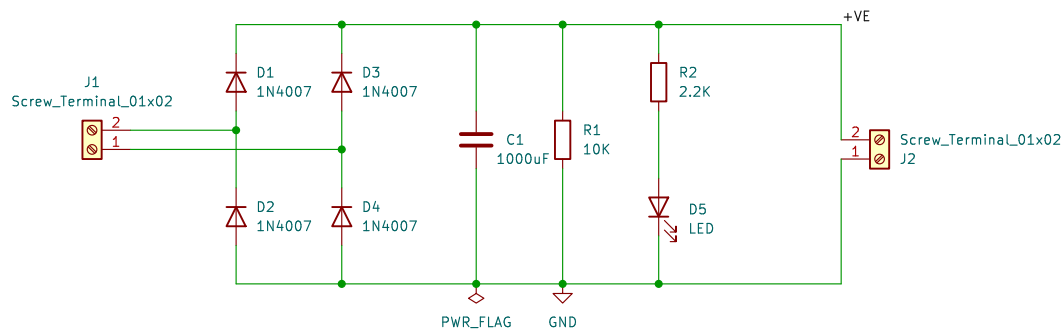 +VE
J1
Screw_Terminal_01x02
2
1
D1
1N4007
D3
1N4007
R2
2.2K
C1
1000uF
R1
10K
2
1
Screw_Terminal_01x02
J2
D2
1N4007
D4
1N4007
D5
LED
PWR_FLAG
GND